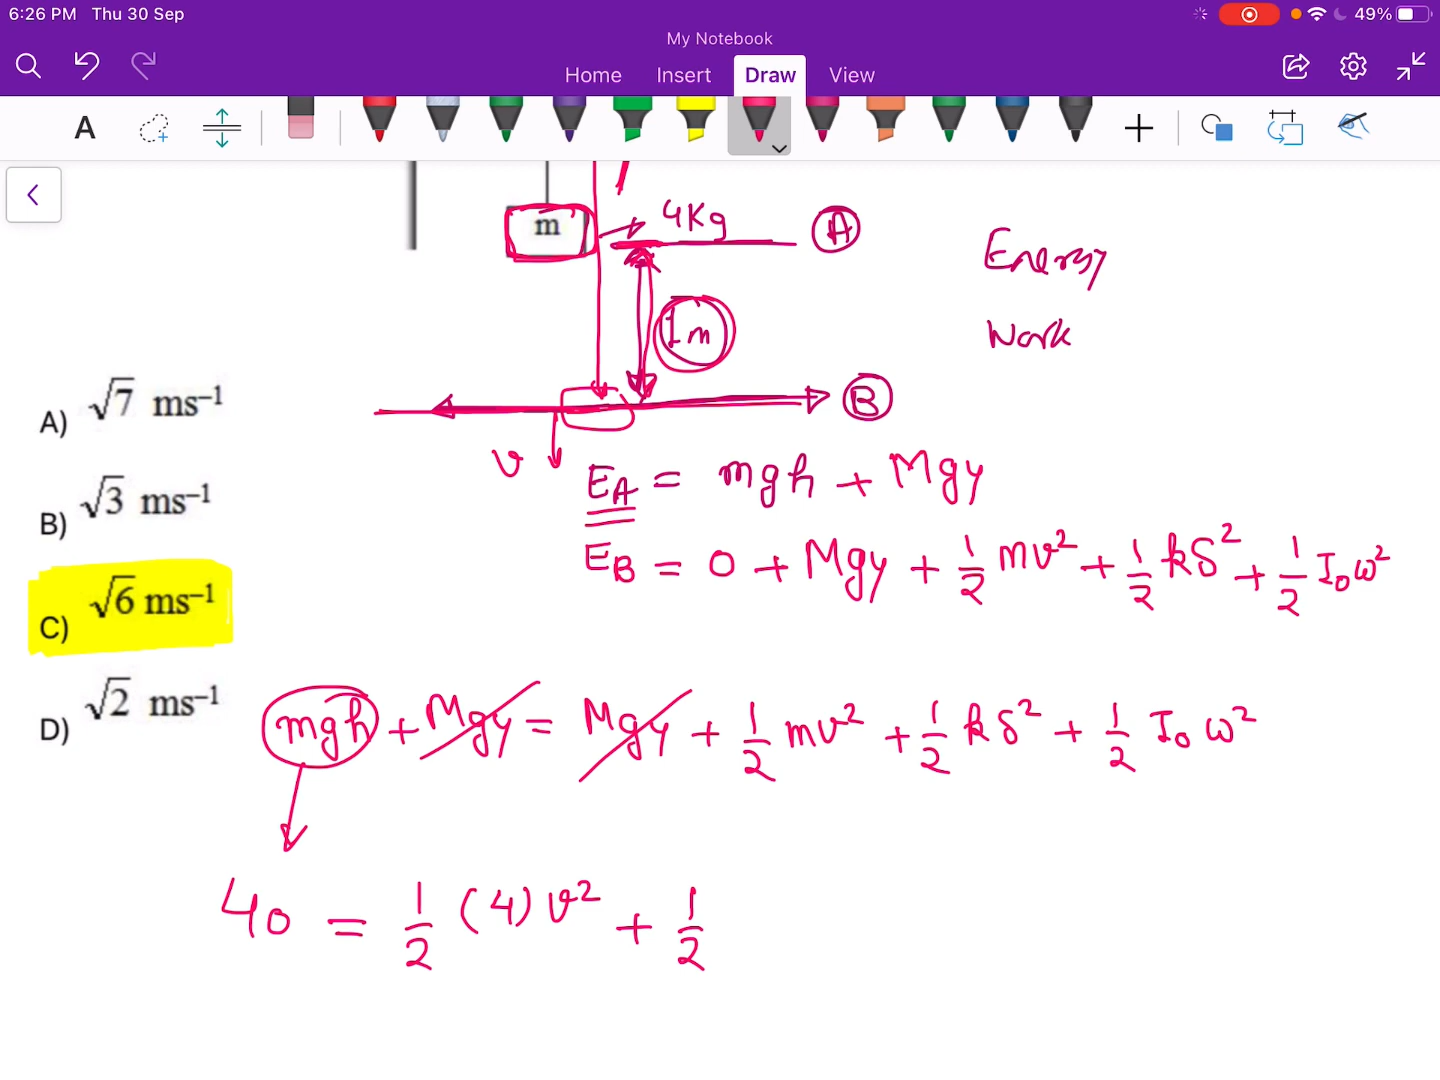 6:26 PM Thu 30 Sep
49%
My Notebook
Home Insert Draw View
A
m
4Kg
A
Energy
1m
Work
B
A) √7 ms⁻¹
v
E_A = mgh + Mgy
B) √3 ms⁻¹
E_B = 0 + Mgy + 1/2 mv² + 1/2 kδ² + 1/2 I₀ω²
C) √6 ms⁻¹
D) √2 ms⁻¹
mgh + Mgy = Mgy + 1/2 mv² + 1/2 kδ² + 1/2 I₀ω²
40 = 1/2 (4)v² + 1/2